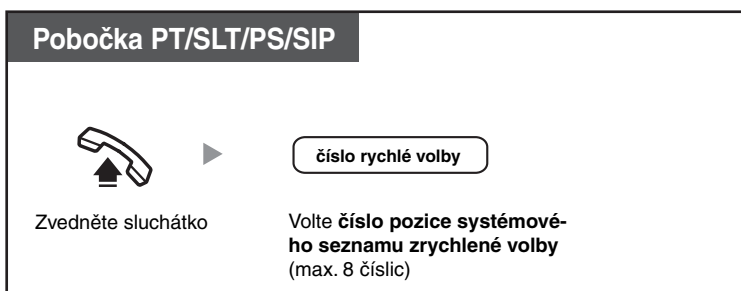 Pobočka PT/SLT/PS/SIP
číslo rychlé volby
Zvedněte sluchátko
Volte číslo pozice systémové-
ho seznamu zrychlené volby
(max. 8 číslic)